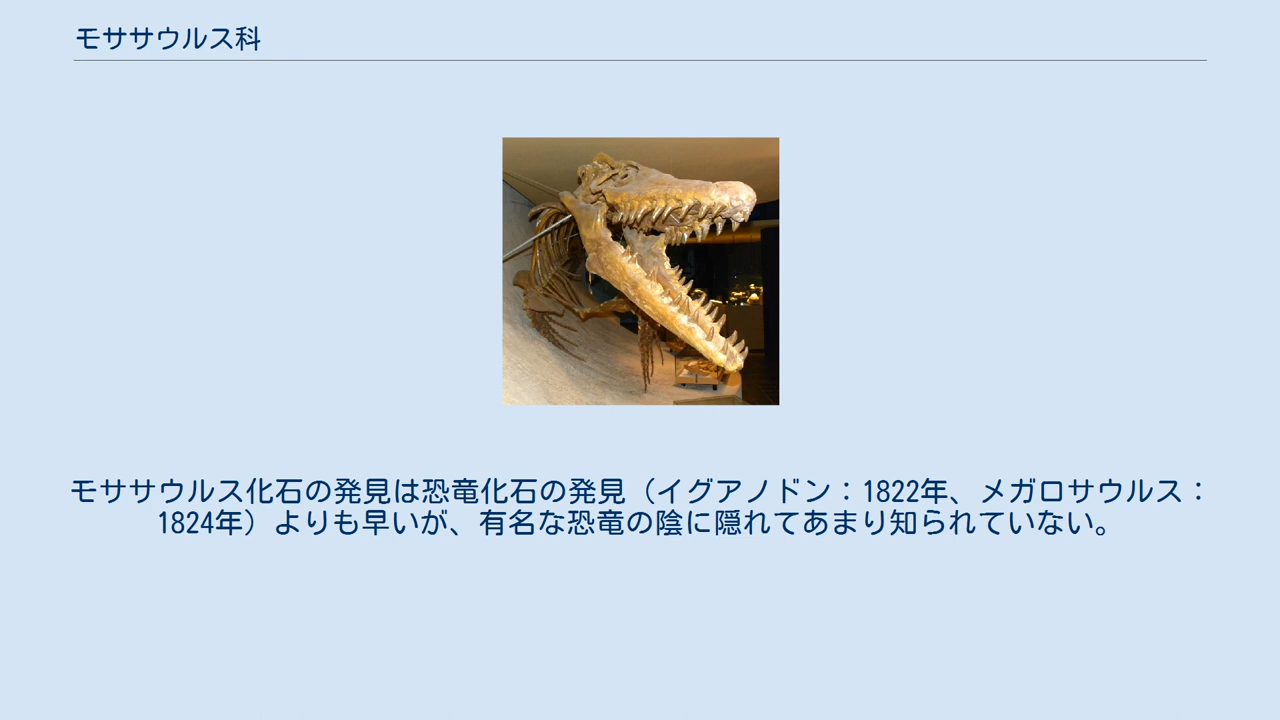 モササウルス科
モササウルス化石の発見は恐竜化石の発見（イグアノドン：1822年、メガロサウルス：
1824年）よりも早いが、有名な恐竜の陰に隠れてあまり知られていない。